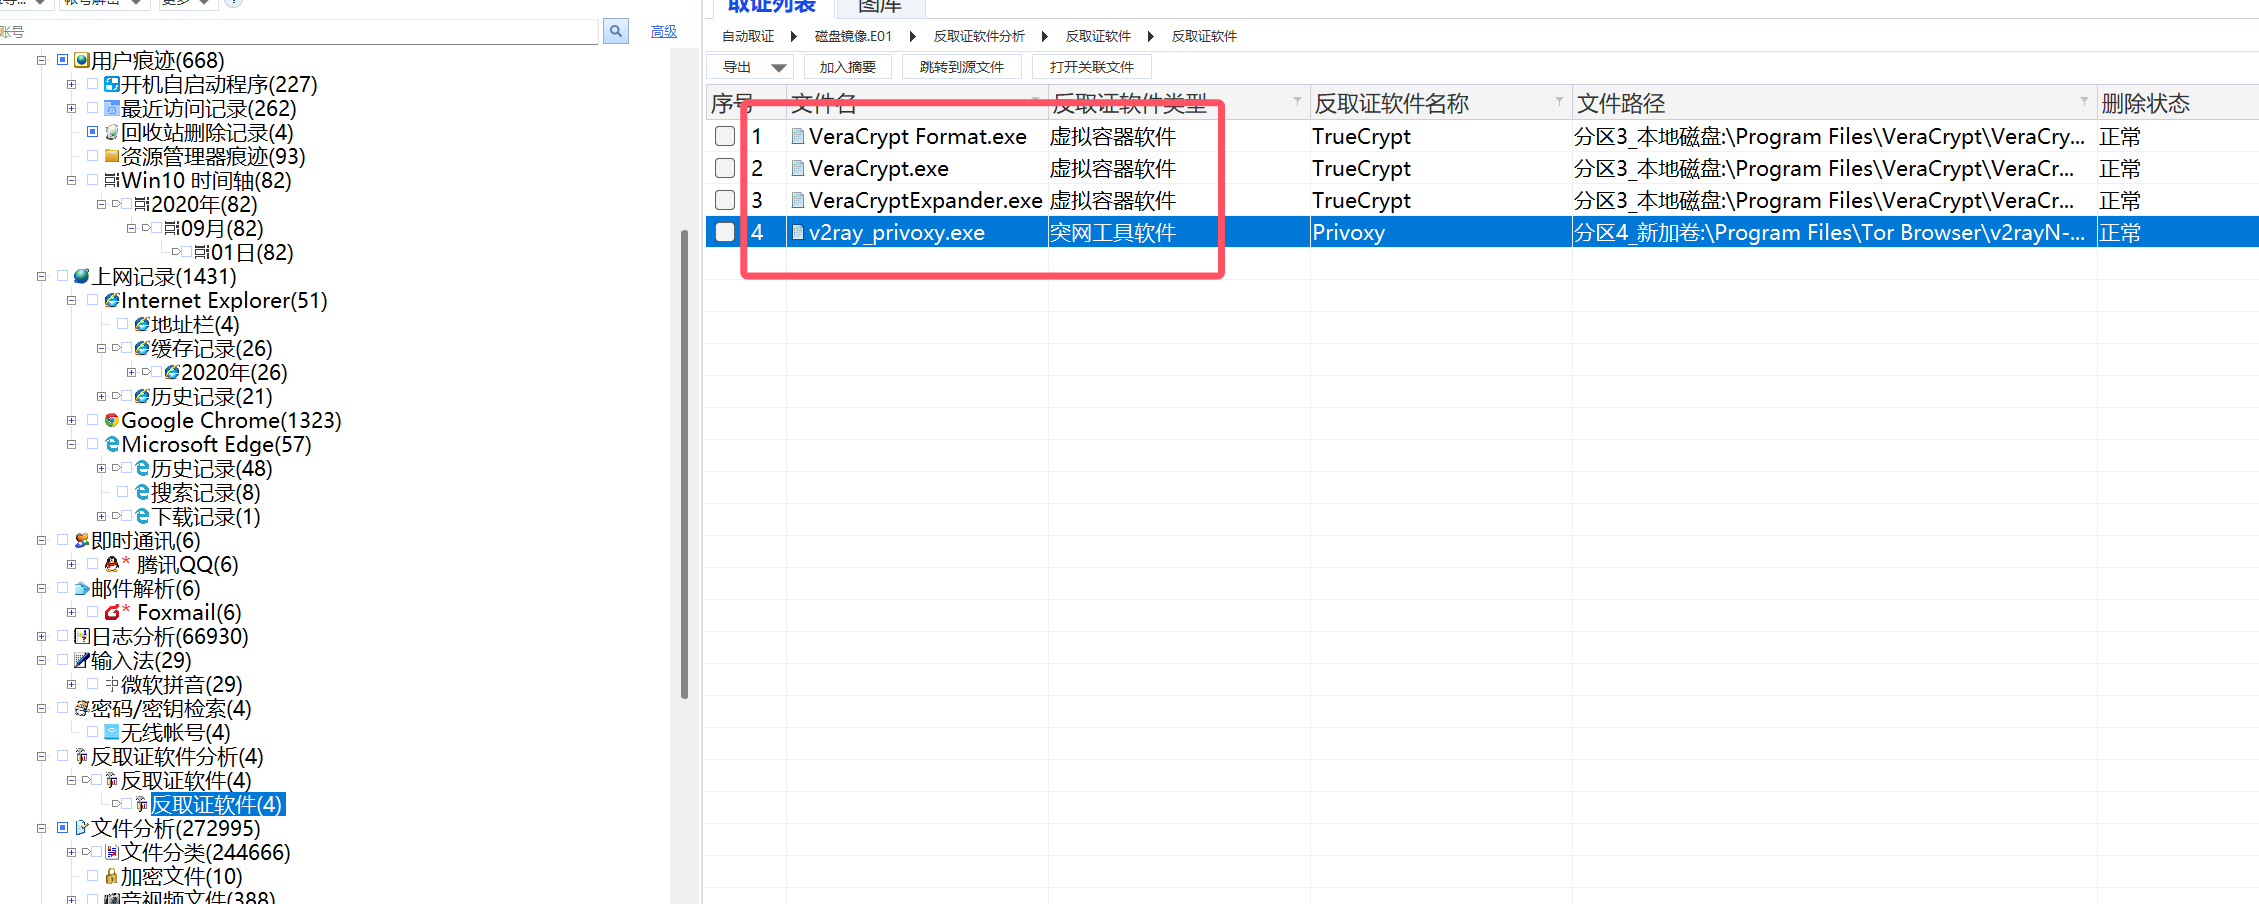 帐号解密
更多
账号
高级
用户痕迹(668)
开机自启动程序(227)
最近访问记录(262)
回收站删除记录(4)
资源管理器痕迹(93)
Win10 时间轴(82)
2020年(82)
09月(82)
01日(82)
上网记录(1431)
Internet Explorer(51)
地址栏(4)
缓存记录(26)
2020年(26)
历史记录(21)
Google Chrome(1323)
Microsoft Edge(57)
历史记录(48)
搜索记录(8)
下载记录(1)
即时通讯(6)
* 腾讯QQ(6)
邮件解析(6)
* Foxmail(6)
日志分析(66930)
输入法(29)
微软拼音(29)
密码/密钥检索(4)
无线帐号(4)
反取证软件分析(4)
反取证软件(4)
反取证软件(4)
文件分析(272995)
文件分类(244666)
加密文件(10)
音视频文件(388)
取证列表 图库
自动取证 磁盘镜像.E01 反取证软件分析 反取证软件 反取证软件
导出 加入摘要 跳转到源文件 打开关联文件
序号 文件名 反取证软件类型 反取证软件名称 文件路径 删除状态
1 VeraCrypt Format.exe 虚拟容器软件 TrueCrypt 分区3_本地磁盘:\Program Files\VeraCrypt\VeraCry... 正常
2 VeraCrypt.exe 虚拟容器软件 TrueCrypt 分区3_本地磁盘:\Program Files\VeraCrypt\VeraCr... 正常
3 VeraCryptExpander.exe 虚拟容器软件 TrueCrypt 分区3_本地磁盘:\Program Files\VeraCrypt\VeraCr... 正常
4 v2ray_privoxy.exe 突网工具软件 Privoxy 分区4_新加卷:\Program Files\Tor Browser\v2rayN-... 正常